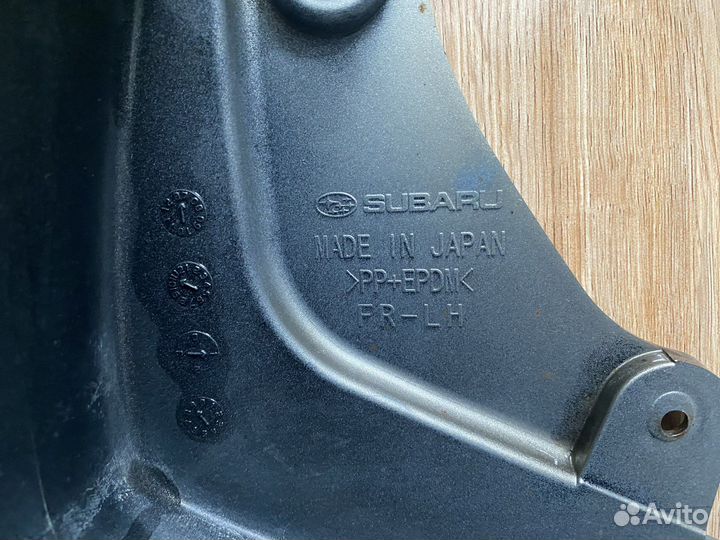 SUBARU
MADE IN JAPAN
>PP+EPDM<
FR-LH
Avito